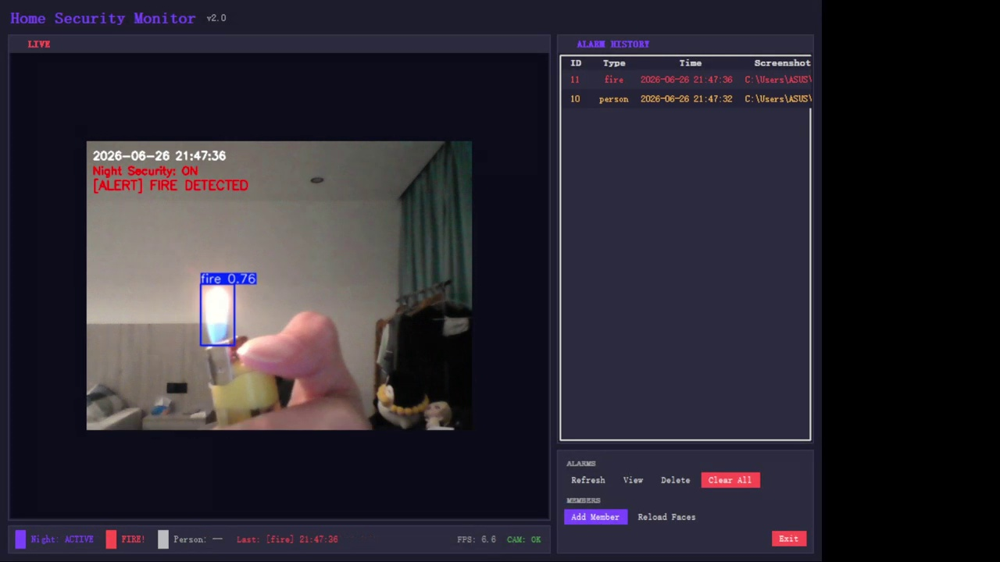 Home Security Monitor v2.0
LIVE
2026-06-26 21:47:36
Night Security: ON
[ALERT] FIRE DETECTED
fire 0.76
ALARM HISTORY
ID Type Time Screenshot
11 fire 2026-06-26 21:47:36 C:\Users\ASUS\
10 person 2026-06-26 21:47:32 C:\Users\ASUS\
ALARMS
Refresh View Delete Clear All
MEMBERS
Add Member Reload Faces
Exit
Night: ACTIVE FIRE! Person: — Last: [fire] 21:47:36 FPS: 6.6 CAM: OK